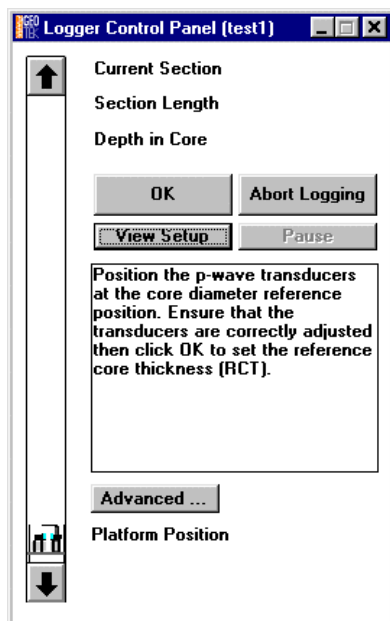 GEO
TEK
Logger Control Panel (test1)
Current Section
Section Length
Depth in Core
OK
Abort Logging
View Setup
Pause
Position the p-wave transducers
at the core diameter reference
position. Ensure that the
transducers are correctly adjusted
then click OK to set the reference
core thickness (RCT).
Advanced ...
Platform Position